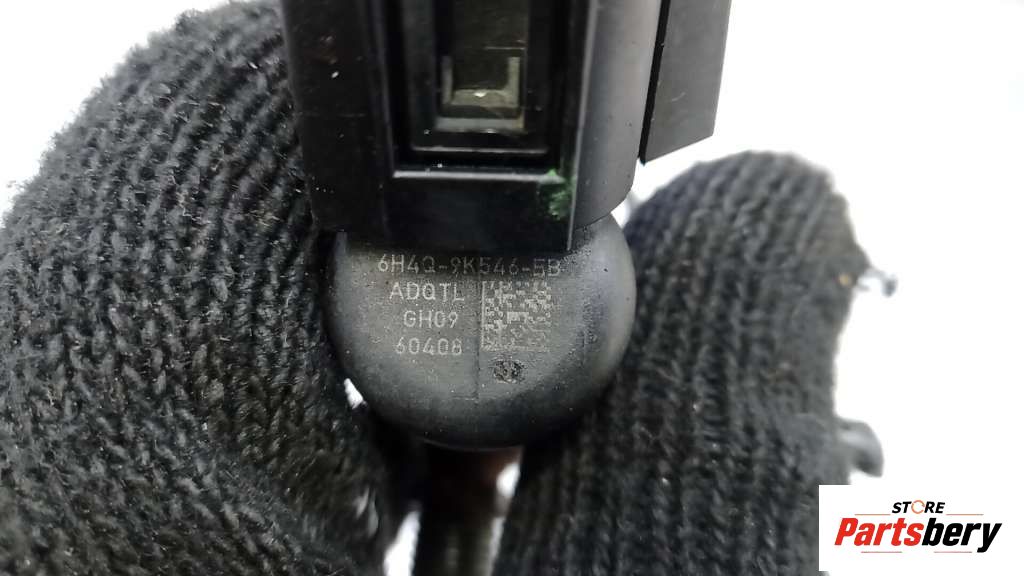 6H4Q-9K546-EB
ADQTL
GH09
60408
STORE
Partsbery